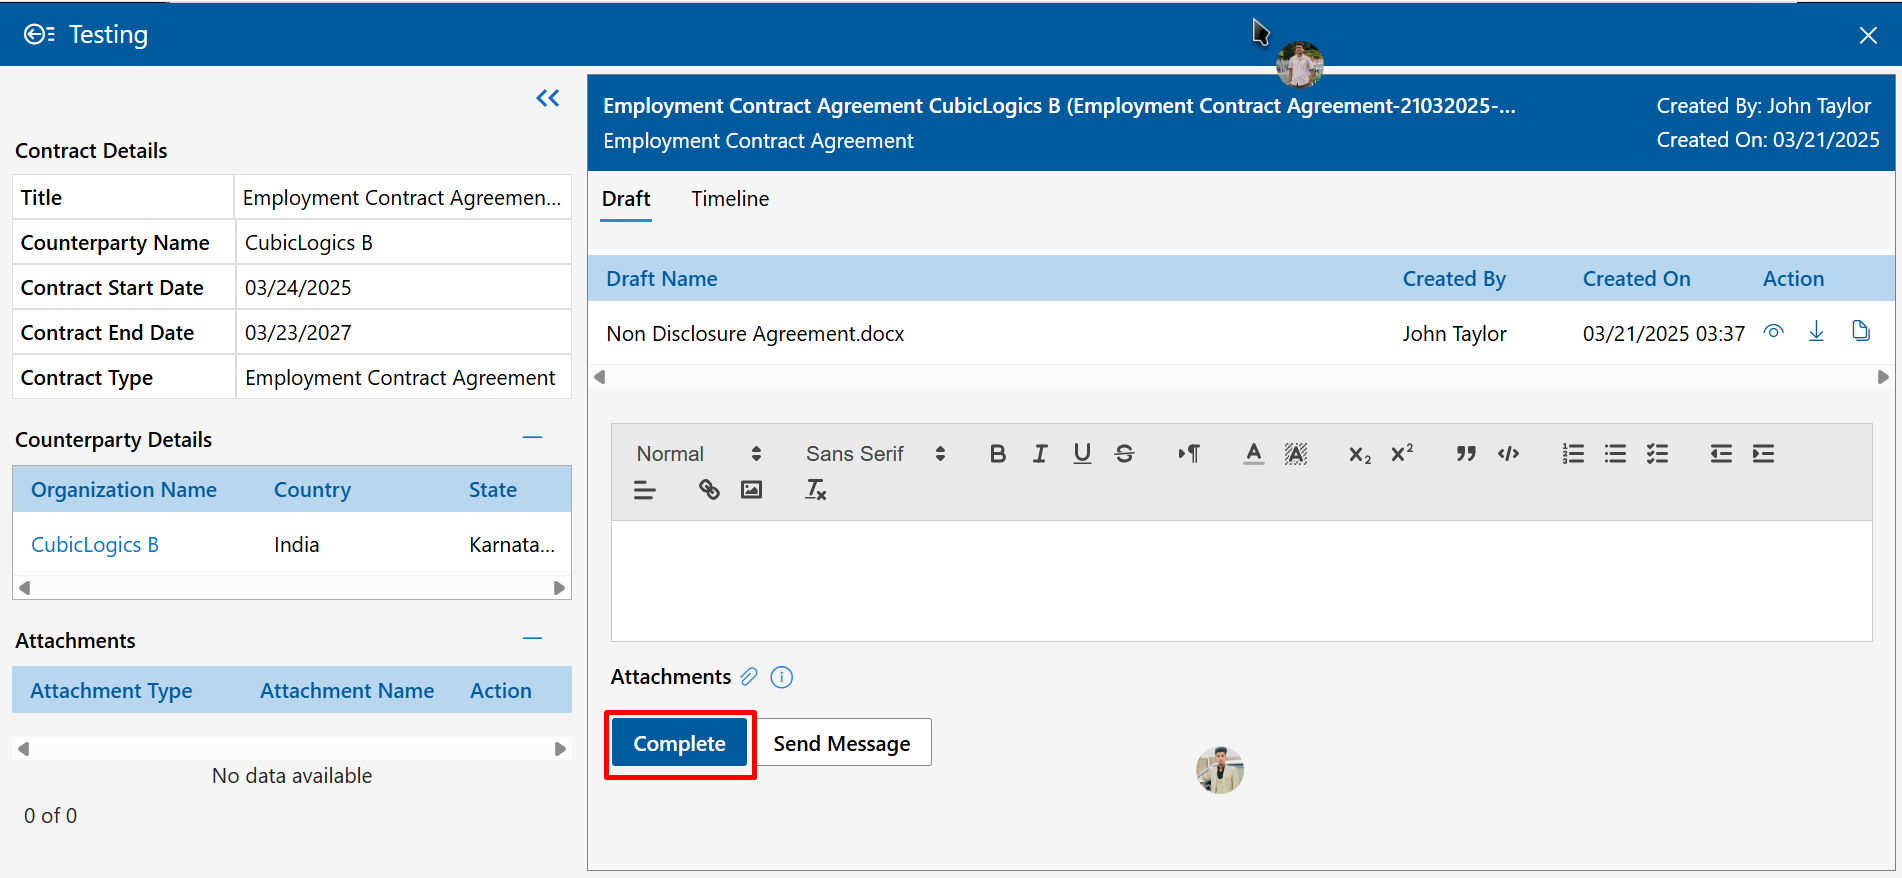 Testing
Contract Details
Title Employment Contract Agreemen...
Counterparty Name CubicLogics B
Contract Start Date 03/24/2025
Contract End Date 03/23/2027
Contract Type Employment Contract Agreement
Counterparty Details
Organization Name Country State
CubicLogics B India Karnata...
Attachments
Attachment Type Attachment Name Action
No data available
0 of 0
Employment Contract Agreement CubicLogics B (Employment Contract Agreement-21032025-...
Employment Contract Agreement
Created By: John Taylor
Created On: 03/21/2025
Draft Timeline
Draft Name Created By Created On Action
Non Disclosure Agreement.docx John Taylor 03/21/2025 03:37
Normal Sans Serif
Attachments
Complete Send Message